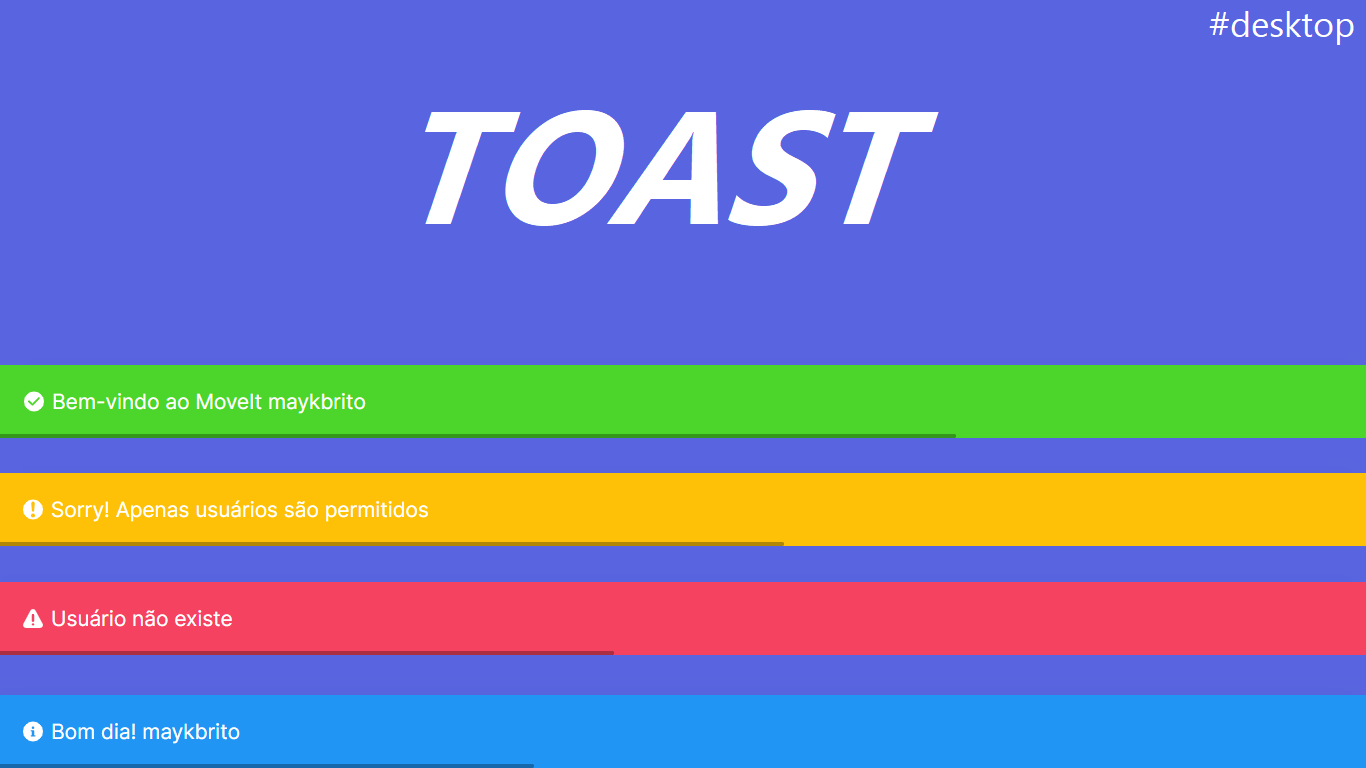 #desktop
TOAST
Bem-vindo ao MoveIt maykbrito
Sorry! Apenas usuários são permitidos
Usuário não existe
Bom dia! maykbrito